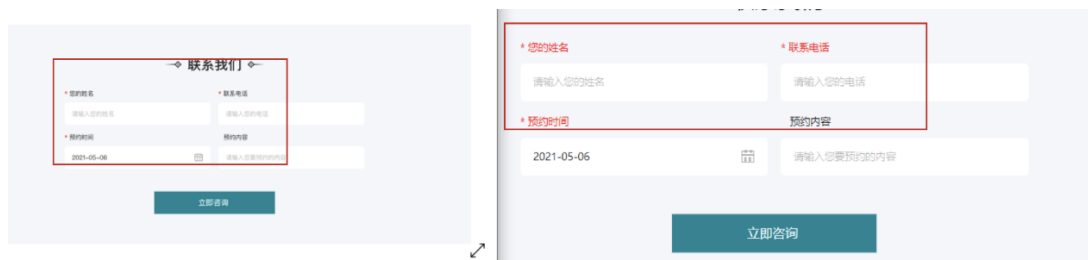 联系我们
* 您的姓名 * 联系电话
请输入您的姓名 请输入您的电话
* 预约时间 预约内容
2021-05-06 请输入您要预约的内容
立即咨询
* 您的姓名 * 联系电话
请输入您的姓名 请输入您的电话
* 预约时间 预约内容
2021-05-06 请输入您要预约的内容
立即咨询